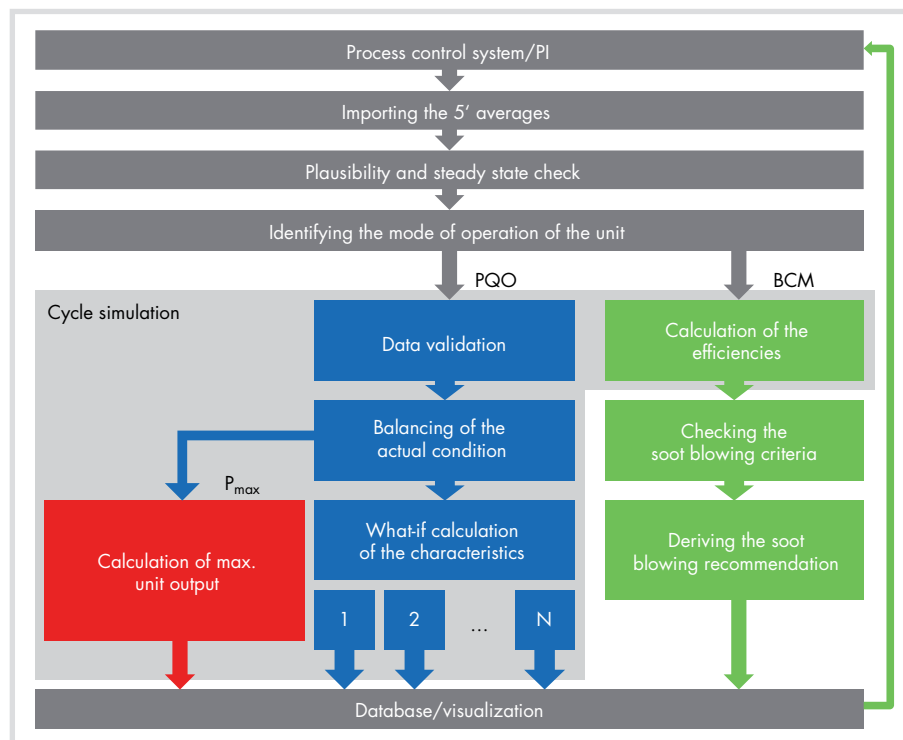 Process control system/PI
Importing the 5‘ averages
Plausibility and steady state check
Identifying the mode of operation of the unit
PQO
BCM
Cycle simulation
Data validation
Calculation of the
efficiencies
Balancing of the
actual condition
Checking the
soot blowing criteria
Pmax
Calculation of max.
unit output
What-if calculation
of the characteristics
Deriving the soot
blowing recommendation
1
2
...
N
Database/visualization